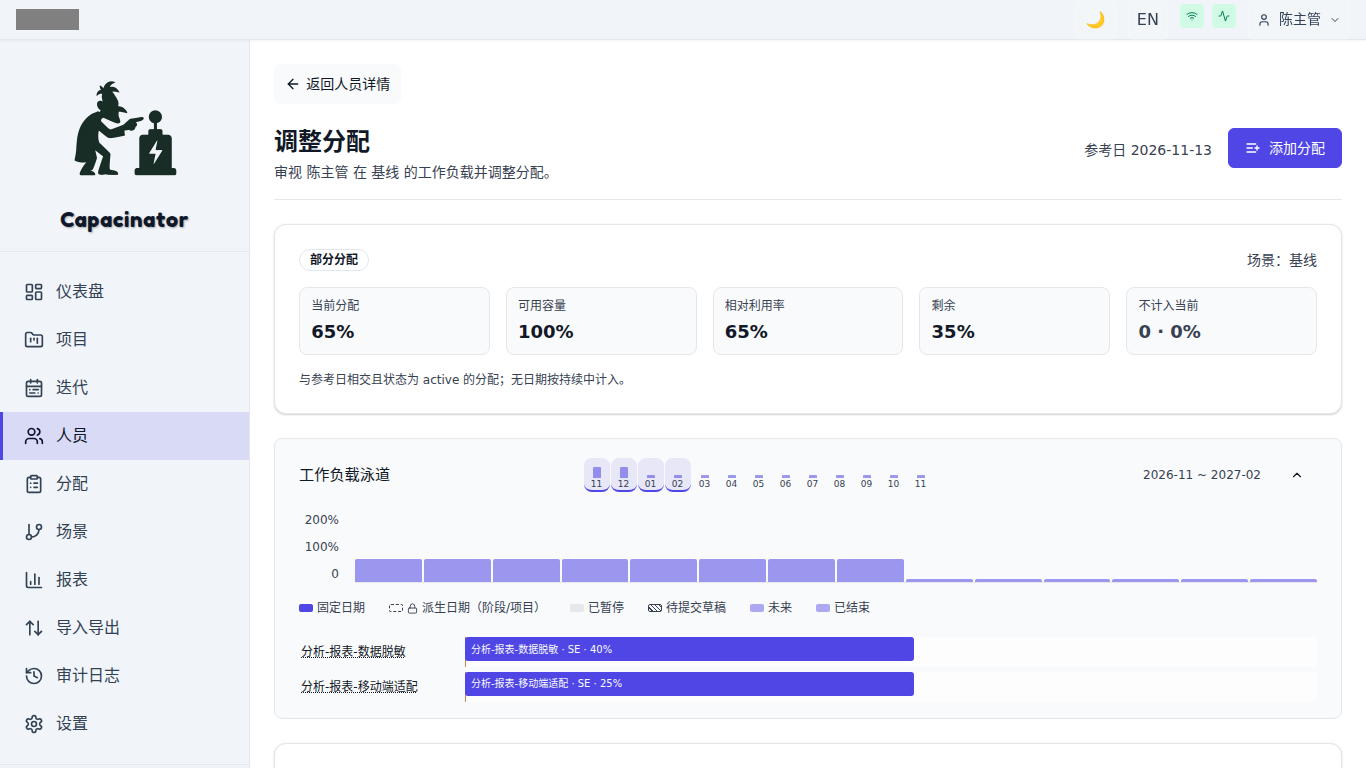 EN
陈主管
Capacinator
仪表盘
项目
迭代
人员
分配
场景
报表
导入导出
审计日志
设置
返回人员详情
调整分配
审视 陈主管 在 基线 的工作负载并调整分配。
参考日 2026-11-13
添加分配
部分分配
场景：基线
当前分配
65%
可用容量
100%
相对利用率
65%
剩余
35%
不计入当前
0 · 0%
与参考日相交且状态为 active 的分配；无日期按持续中计入。
工作负载泳道
11 12 01 02 03 04 05 06 07 08 09 10 11
2026-11 ~ 2027-02
200%
100%
0
固定日期 派生日期（阶段/项目） 已暂停 待提交草稿 未来 已结束
分析-报表-数据脱敏
分析-报表-数据脱敏 · SE · 40%
分析-报表-移动端适配
分析-报表-移动端适配 · SE · 25%